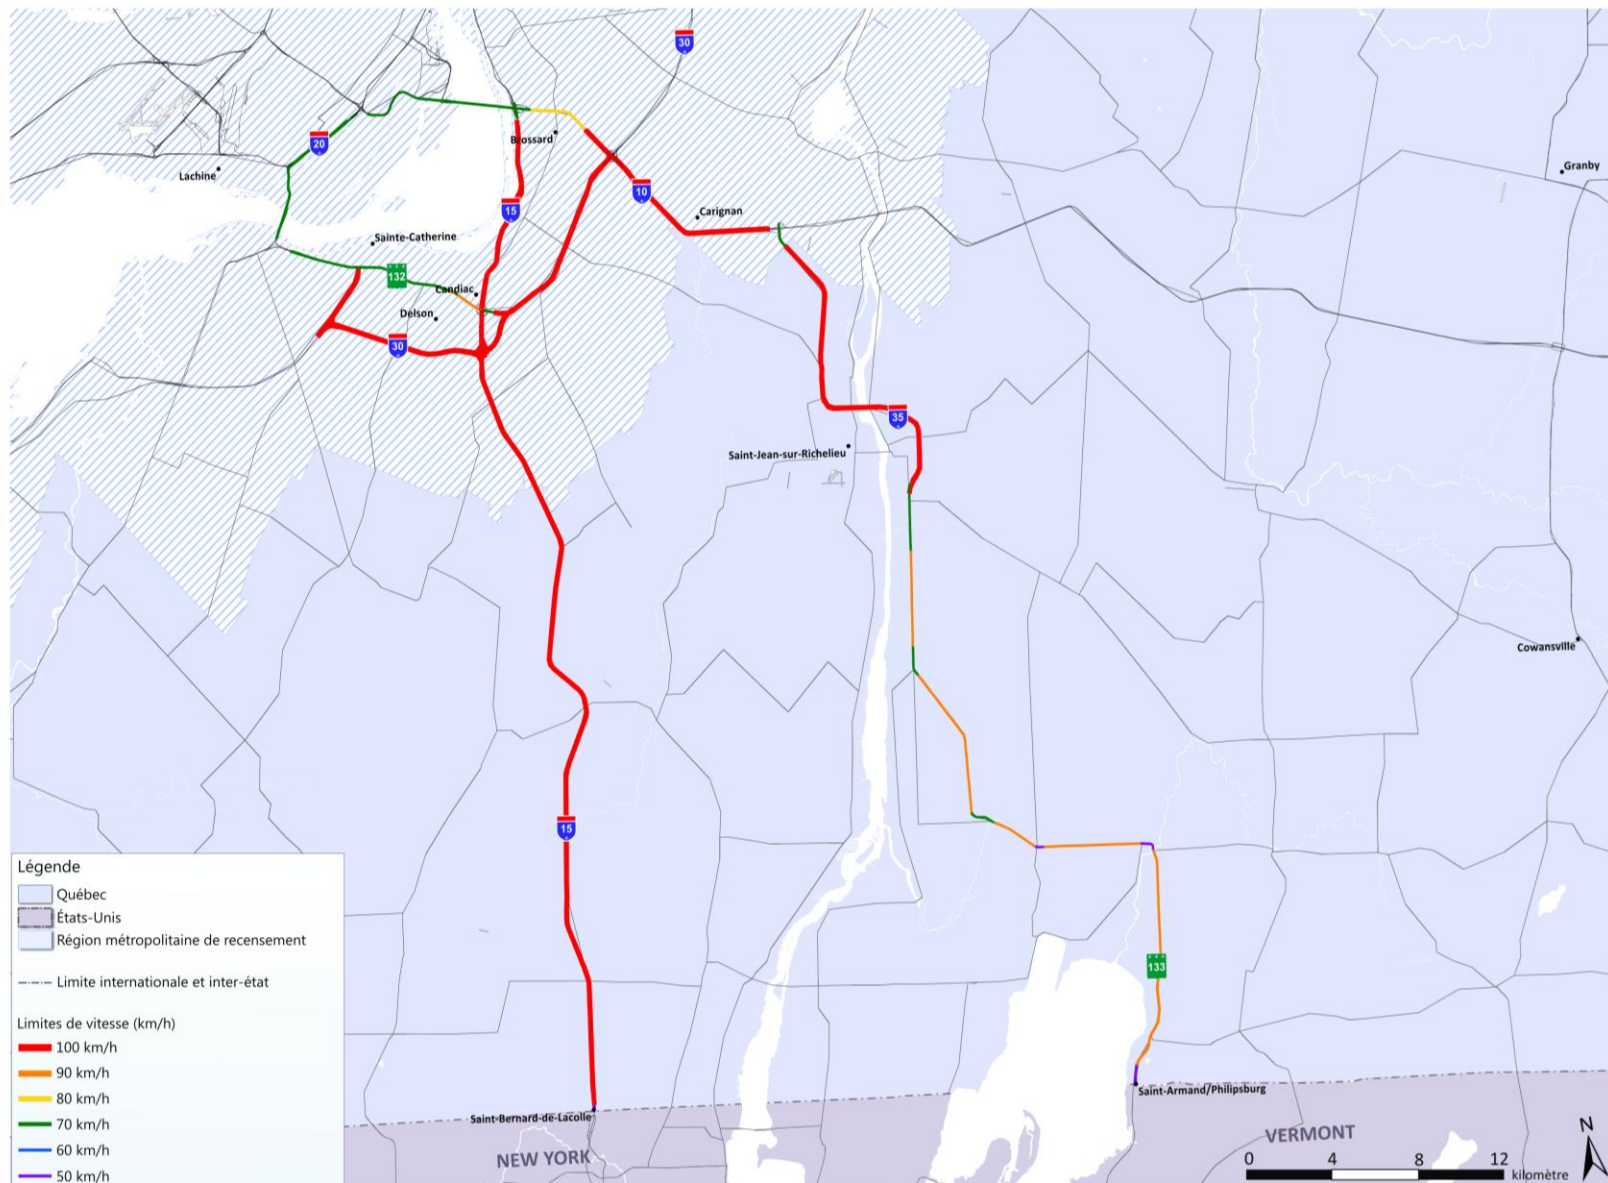 30
20
Brossard
Lachine
10
Granby
15
Carignan
Sainte-Catherine
132
Candiac
Delson
30
35
Saint-Jean-sur-Richelieu
Cowansville
15
133
Légende
Québec
États-Unis
Région métropolitaine de recensement
Limite internationale et inter-état
Limites de vitesse (km/h)
100 km/h
90 km/h
80 km/h
70 km/h
60 km/h
50 km/h
Saint-Armand/Philipsburg
Saint-Bernard-de-Lacolle
NEW YORK
VERMONT
N
0 4 8 12
kilomètre